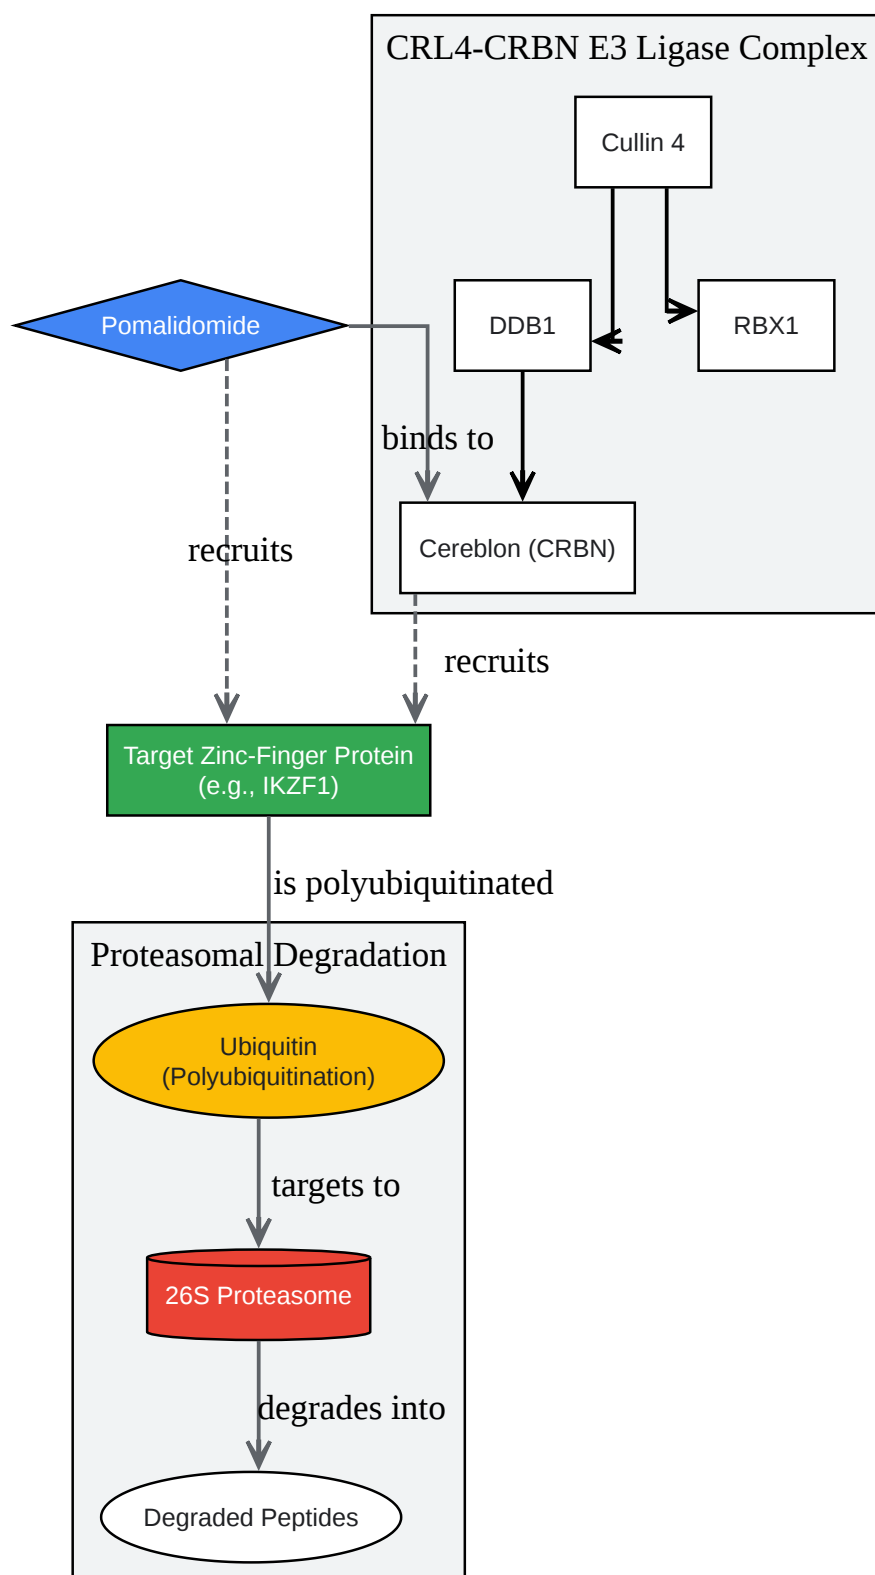 CRL4-CRBN E3 Ligase Complex
Cullin 4
Pomalidomide
DDB1
RBX1
binds to
Cereblon (CRBN)
recruits
recruits
Target Zinc-Finger Protein
(e.g., IKZF1)
is polyubiquitinated
Proteasomal Degradation
Ubiquitin
(Polyubiquitination)
targets to
26S Proteasome
degrades into
Degraded Peptides